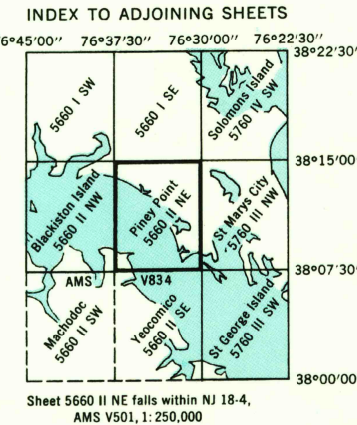 INDEX TO ADJOINING SHEETS
76°45'00" 76°37'30" 76°30'00" 76°22'30"
38°22'30"
5660 I SW
5660 I SE
Solomons Island
5760 IV SW
38°15'00"
Blackiston Island
5660 II NW
Piney Point
5660 II NE
St Marys City
5760 III NW
38°07'30"
AMS V834
Machodoc
5660 II SW
Yeocomico
5660 II SE
St George Island
5760 III SW
38°00'00"
Sheet 5660 II NE falls within NJ 18-4,
AMS V501, 1:250,000